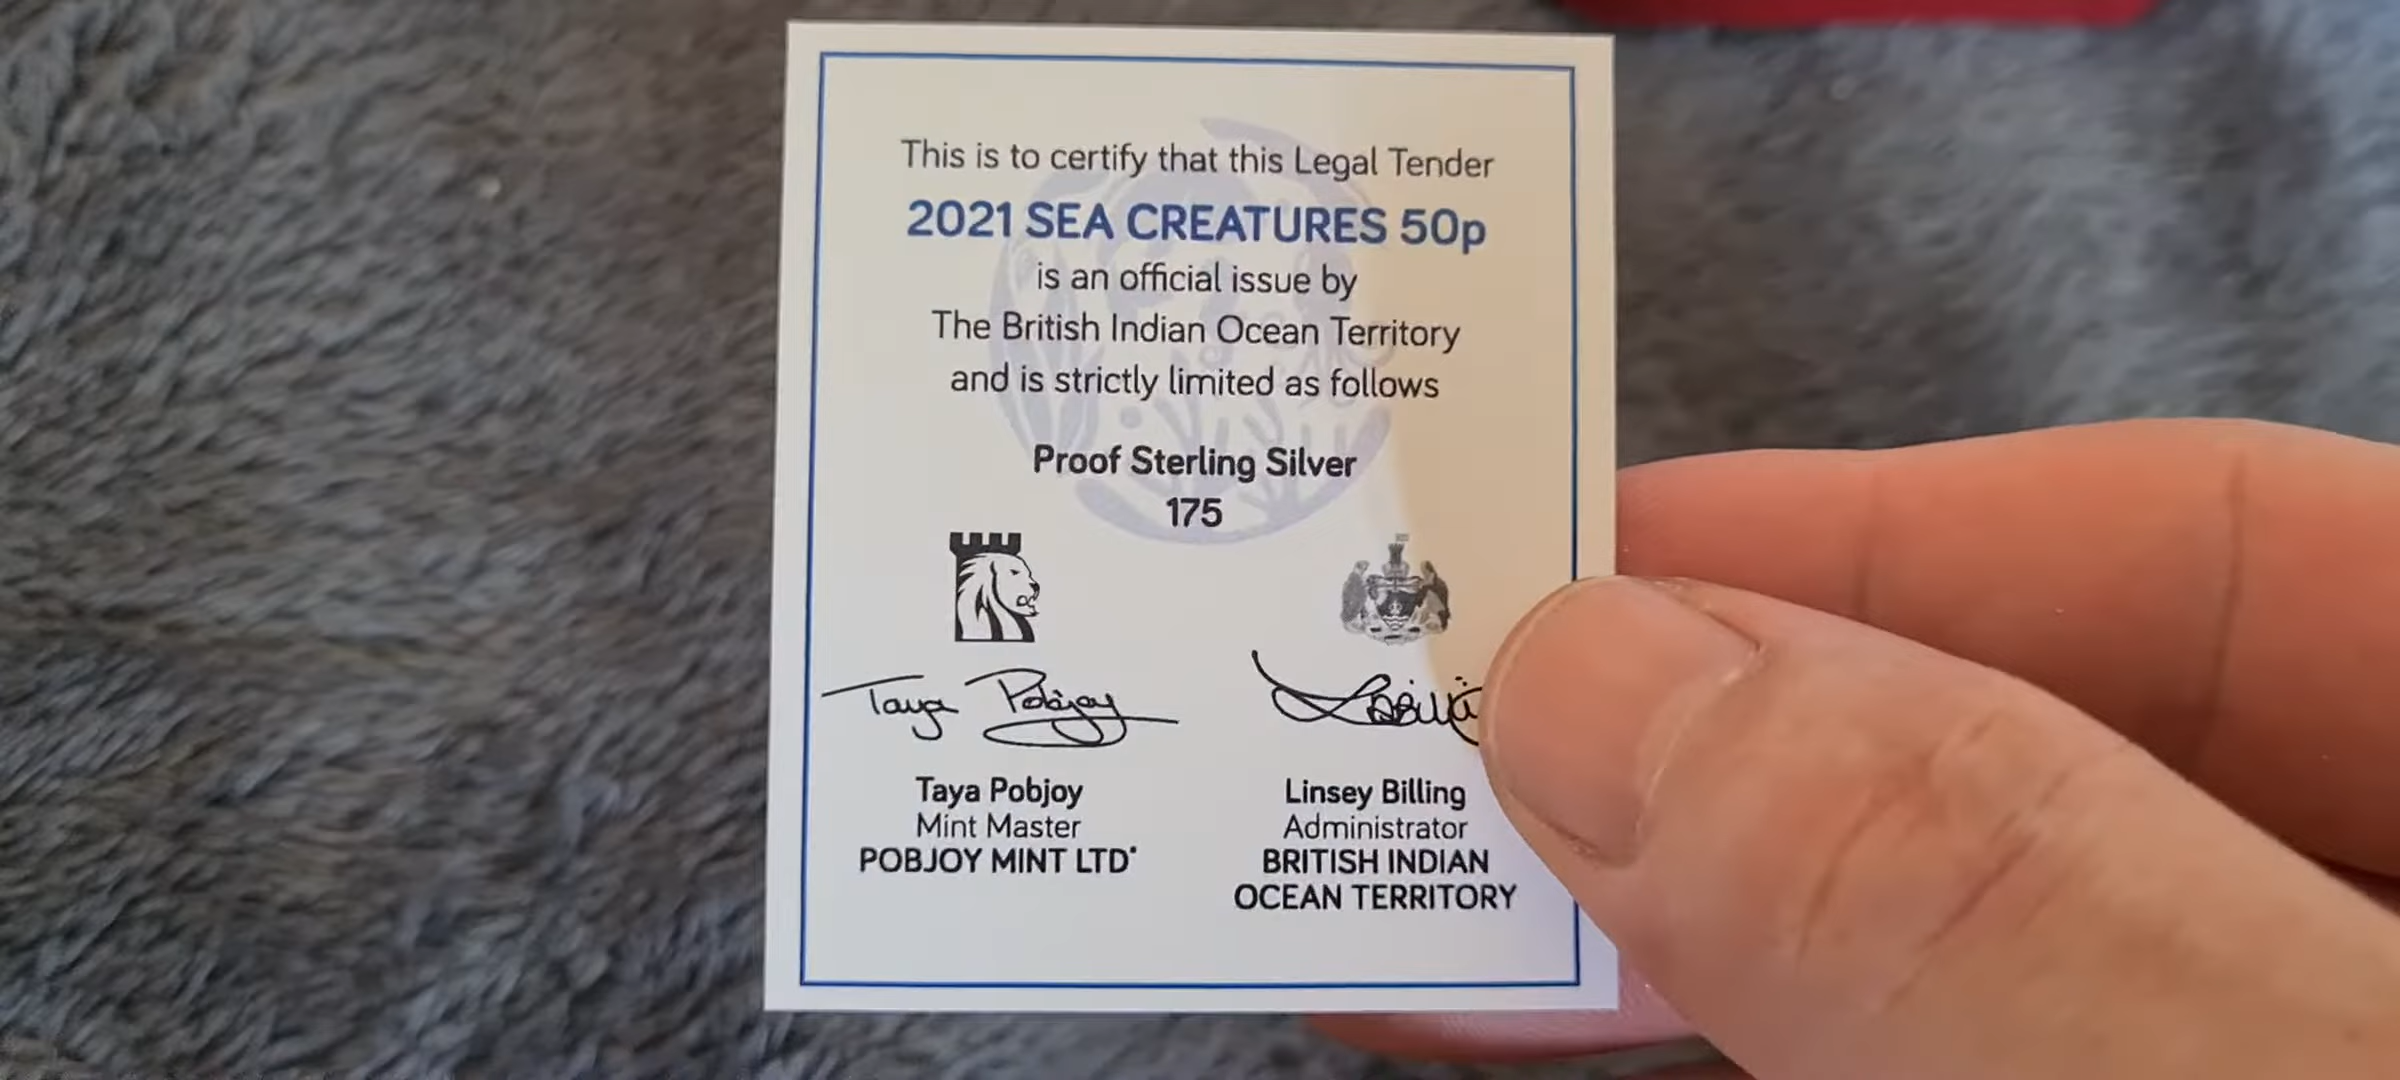 This is to certify that this Legal Tender
2021 SEA CREATURES 50p
is an official issue by
The British Indian Ocean Territory
and is strictly limited as follows
Proof Sterling Silver
175
Taya Pobjoy
Taya Pobjoy
Mint Master
POBJOY MINT LTD®
Linsey Billing
Administrator
BRITISH INDIAN
OCEAN TERRITORY